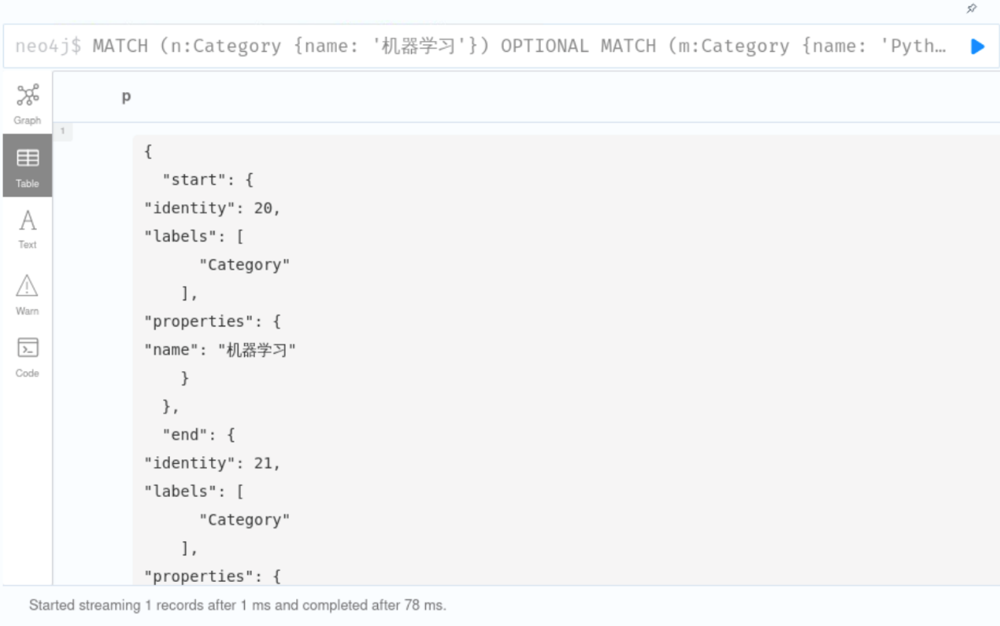 neo4j$ MATCH (n:Category {name: '机器学习'}) OPTIONAL MATCH (m:Category {name: 'Pyth…
Graph
Table
Text
Warn
Code
p
1
{
  "start": {
"identity": 20,
"labels": [
      "Category"
    ],
"properties": {
"name": "机器学习"
    }
  },
  "end": {
"identity": 21,
"labels": [
      "Category"
    ],
"properties": {
Started streaming 1 records after 1 ms and completed after 78 ms.